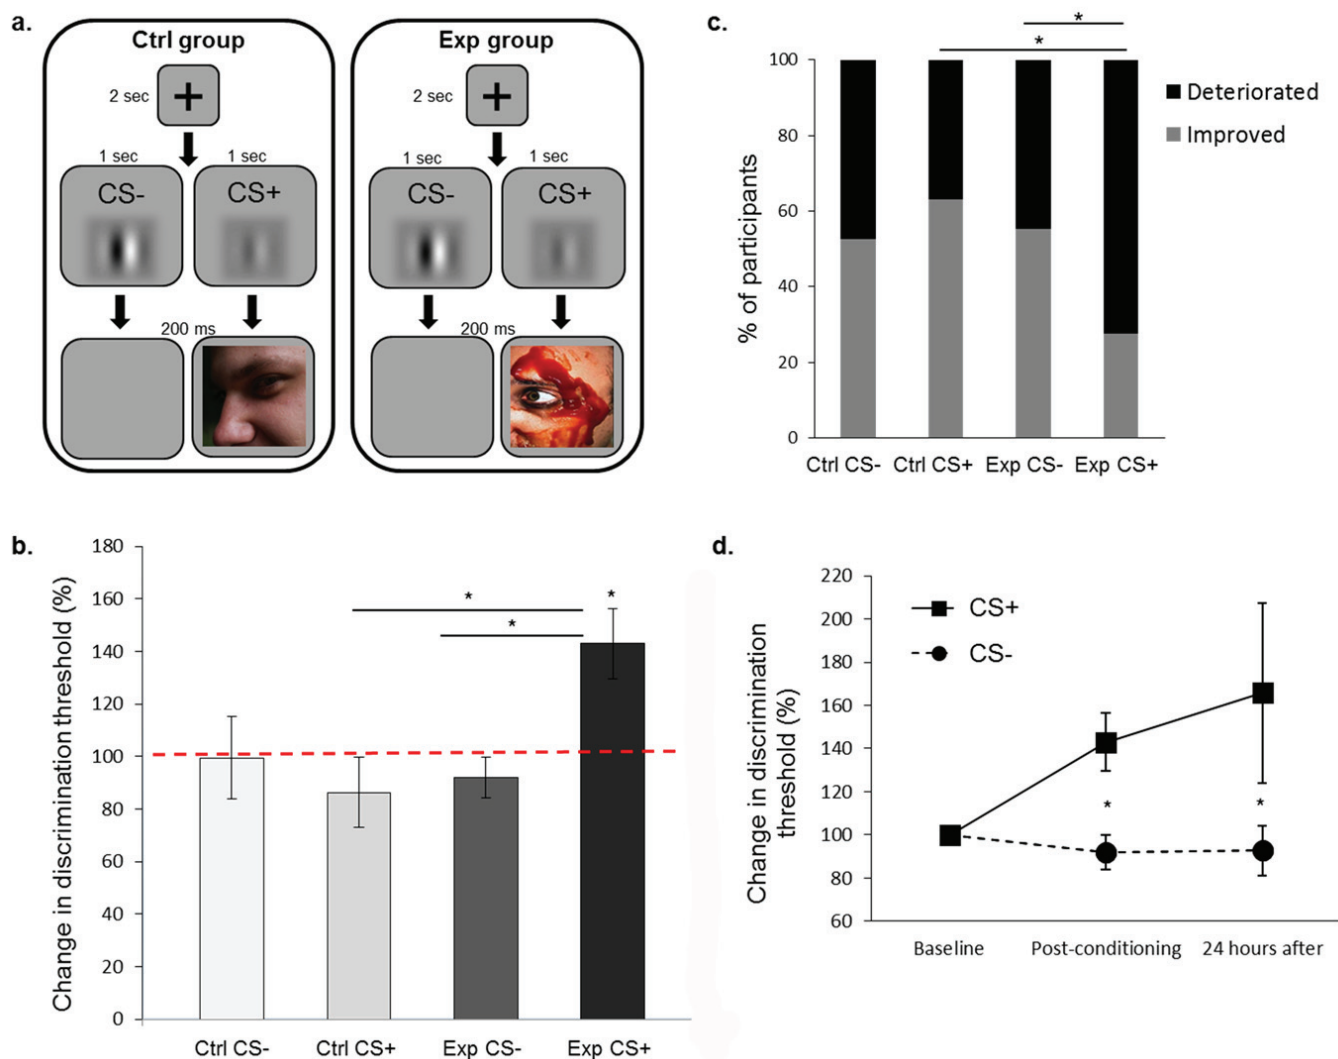 a.
Ctrl group
2 sec
1 sec
1 sec
CS-
CS+
200 ms
Exp group
2 sec
1 sec
1 sec
CS-
CS+
200 ms
b.
Change in discrimination threshold (%)
180
160
140
120
100
80
60
40
20
0
*
*
*
Ctrl CS- Ctrl CS+ Exp CS- Exp CS+
c.
*
*
% of participants
100
80
60
40
20
0
Deteriorated
Improved
Ctrl CS- Ctrl CS+ Exp CS- Exp CS+
d.
Change in discrimination
threshold (%)
220
200
180
160
140
120
100
80
60
CS+
CS-
*
*
Baseline Post-conditioning 24 hours after